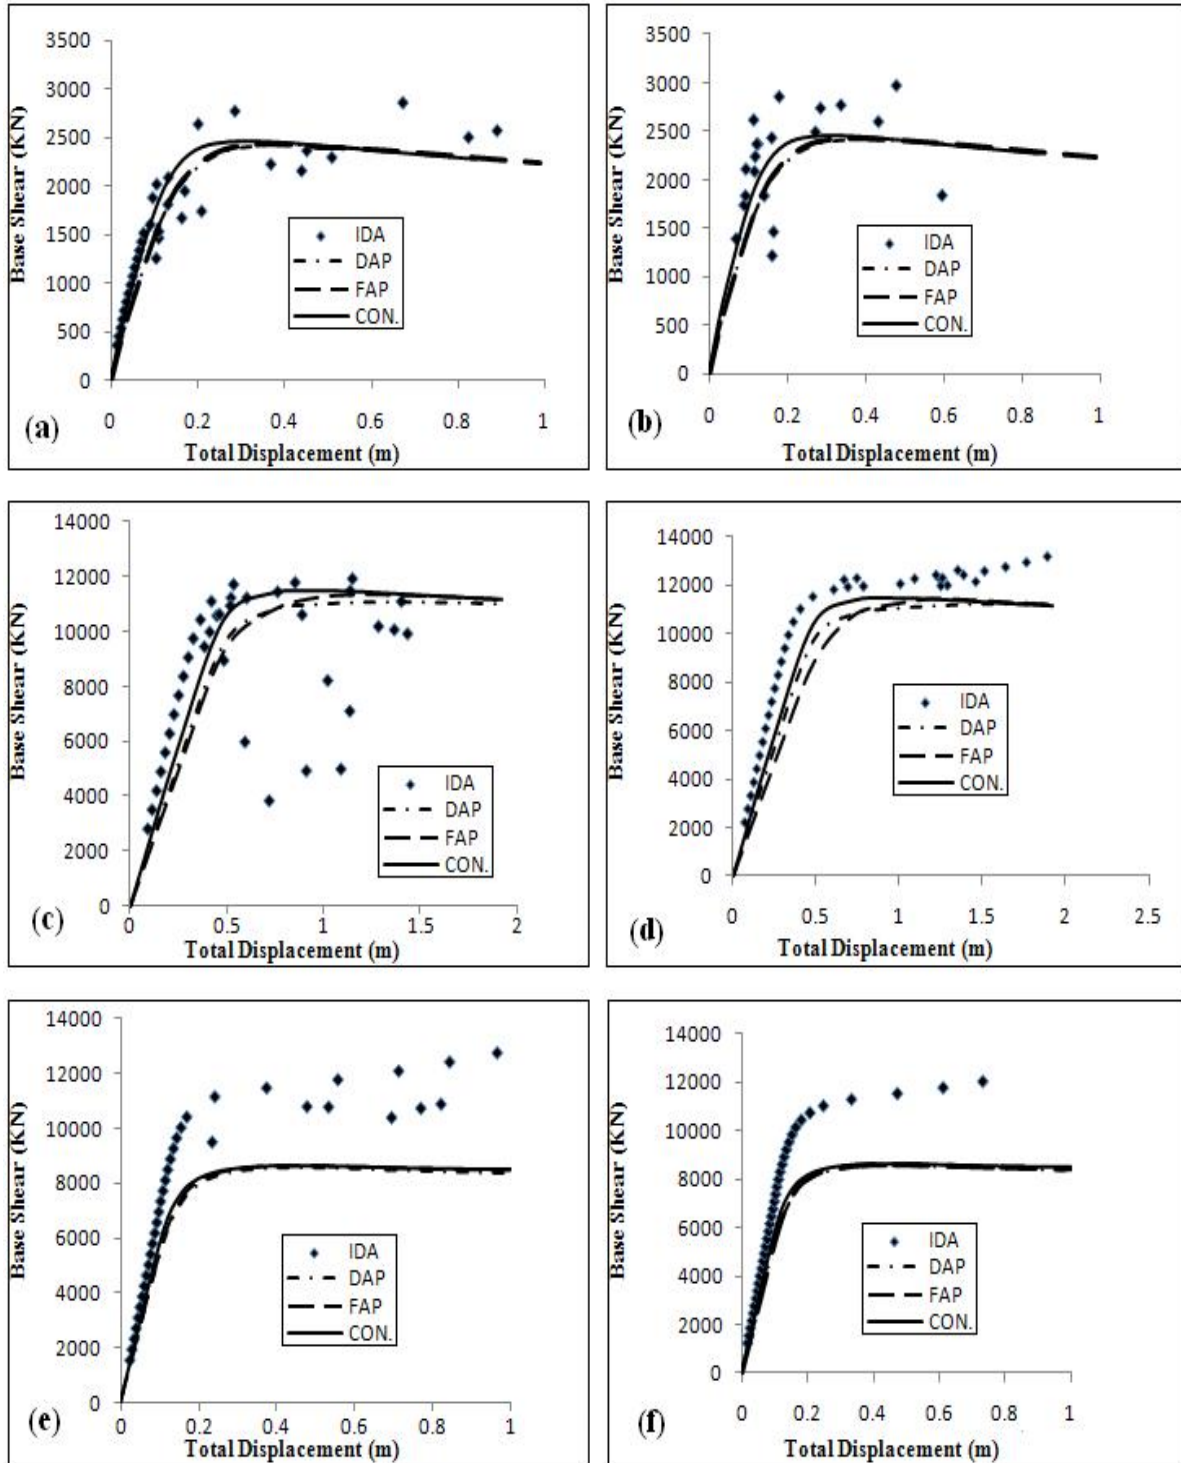 3500
3000
2500
2000
1500
1000
500
0
Base Shear (KN)
IDA
DAP
FAP
CON.
0 0.2 0.4 0.6 0.8 1
Total Displacement (m)
(a)
3500
3000
2500
2000
1500
1000
500
0
Base Shear (KN)
IDA
DAP
FAP
CON.
0 0.2 0.4 0.6 0.8 1
Total Displacement (m)
(b)
14000
12000
10000
8000
6000
4000
2000
0
Base Shear (KN)
IDA
DAP
FAP
CON.
0 0.5 1 1.5 2
Total Displacement (m)
(c)
14000
12000
10000
8000
6000
4000
2000
0
Base Shear (KN)
IDA
DAP
FAP
CON.
0 0.5 1 1.5 2 2.5
Total Displacement (m)
(d)
14000
12000
10000
8000
6000
4000
2000
0
Base Shear (KN)
IDA
DAP
FAP
CON.
0 0.2 0.4 0.6 0.8 1
Total Displacement (m)
(e)
14000
12000
10000
8000
6000
4000
2000
0
Base Shear (KN)
IDA
DAP
FAP
CON.
0 0.2 0.4 0.6 0.8 1
Total Displacement (m)
(f)